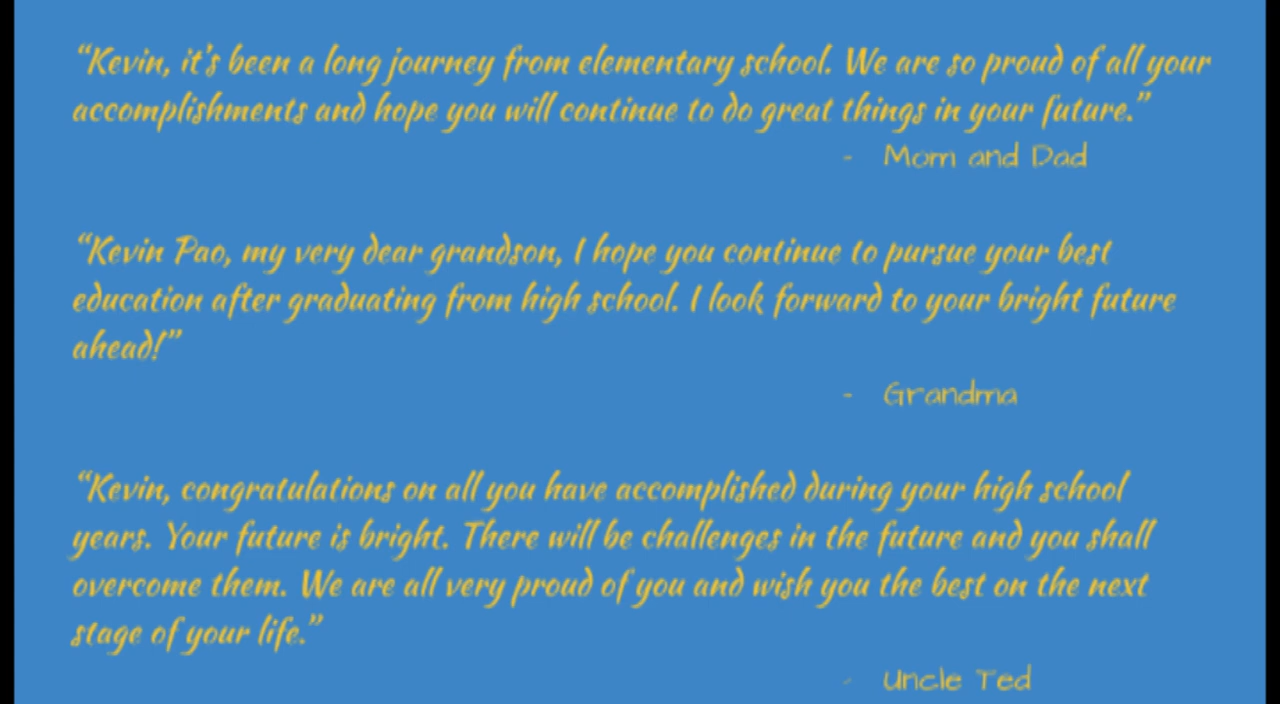 “Kevin, it's been a long journey from elementary school. We are so proud of all your
accomplishments and hope you will continue to do great things in your future.”
- Mom and Dad
“Kevin Pao, my very dear grandson, I hope you continue to pursue your best
education after graduating from high school. I look forward to your bright future
ahead!”
- Grandma
“Kevin, congratulations on all you have accomplished during your high school
years. Your future is bright. There will be challenges in the future and you shall
overcome them. We are all very proud of you and wish you the best on the next
stage of your life.”
- Uncle Ted